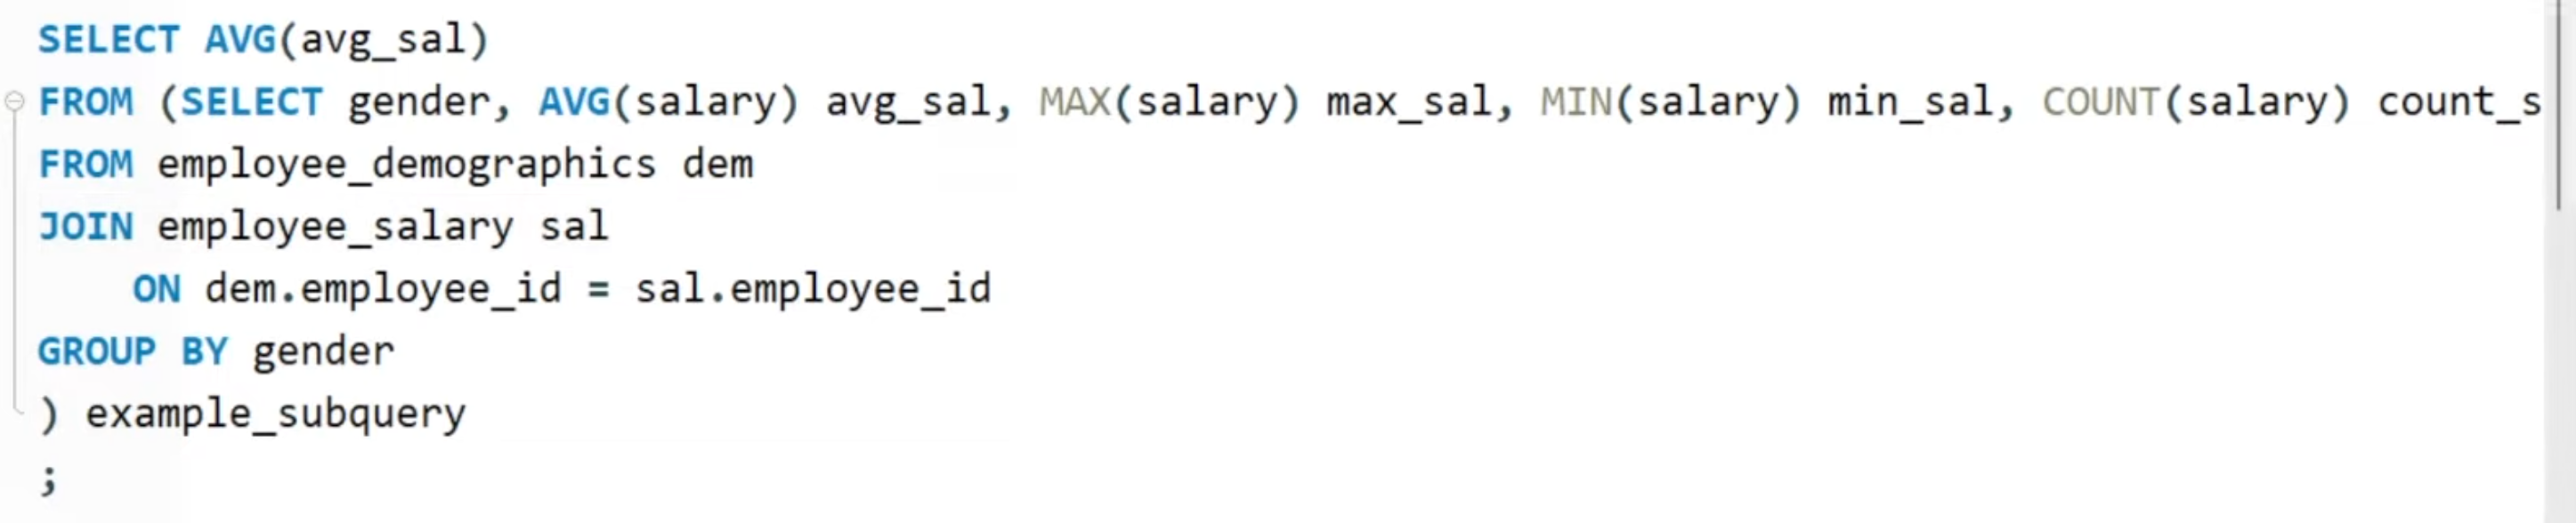 SELECT AVG(avg_sal)
FROM (SELECT gender, AVG(salary) avg_sal, MAX(salary) max_sal, MIN(salary) min_sal, COUNT(salary) count_s
FROM employee_demographics dem
JOIN employee_salary sal
    ON dem.employee_id = sal.employee_id
GROUP BY gender
) example_subquery
;